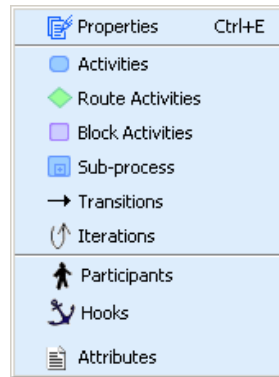 Properties Ctrl+E
Activities
Route Activities
Block Activities
Sub-process
Transitions
Iterations
Participants
Hooks
Attributes